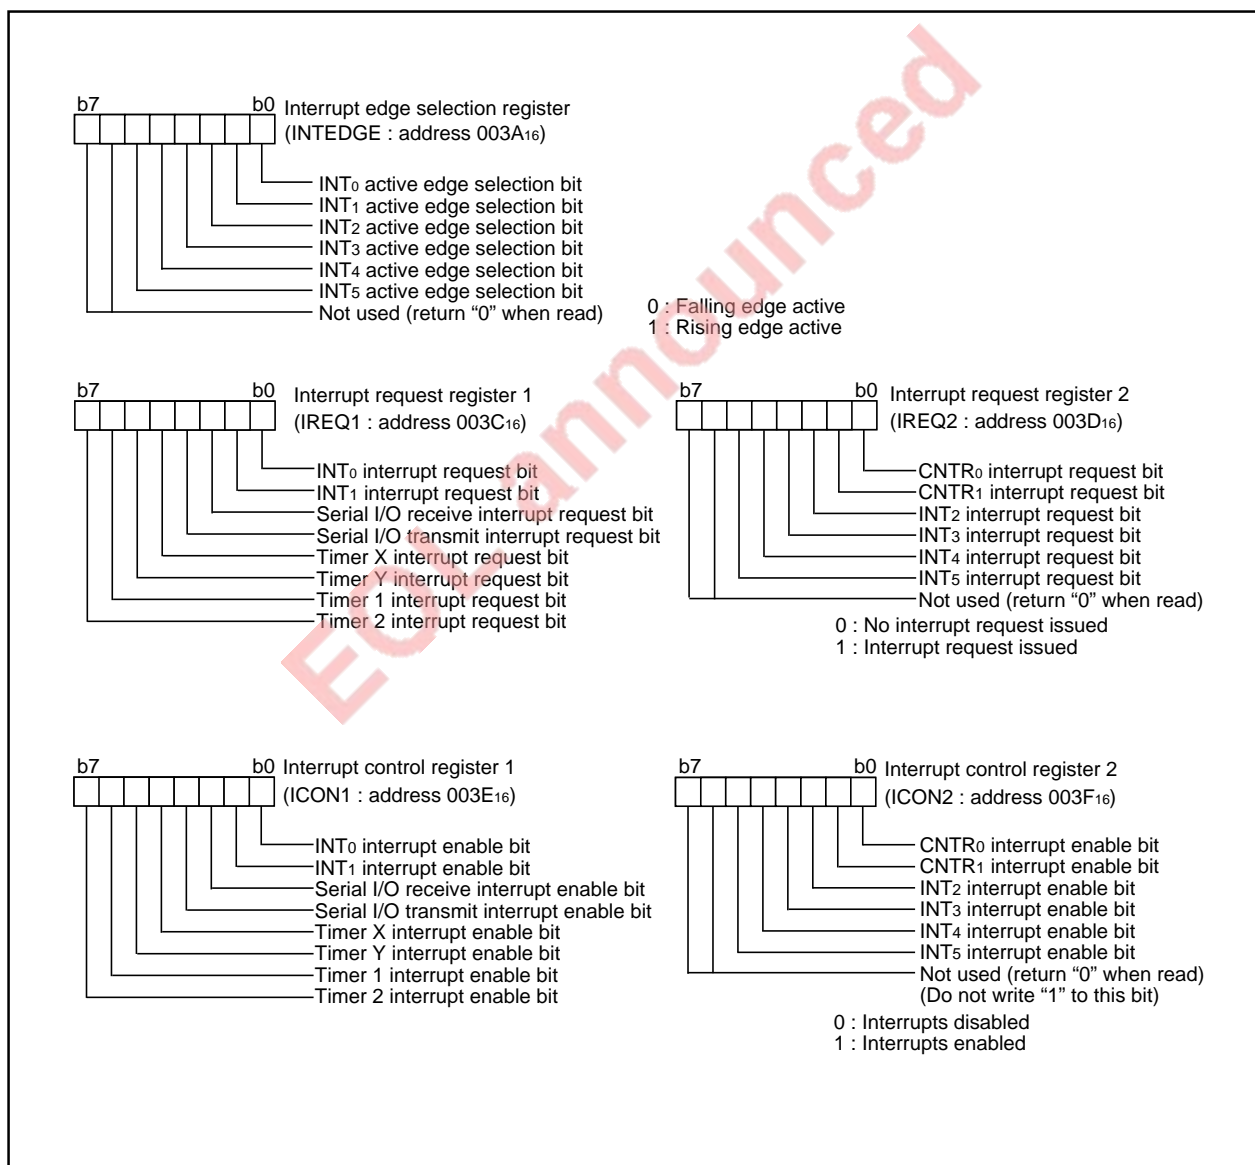 b7 b0 Interrupt edge selection register
(INTEDGE : address 003A16)
INT0 active edge selection bit
INT1 active edge selection bit
INT2 active edge selection bit
INT3 active edge selection bit
INT4 active edge selection bit
INT5 active edge selection bit
Not used (return “0” when read)
0 : Falling edge active
1 : Rising edge active
b7 b0 Interrupt request register 1
(IREQ1 : address 003C16)
INT0 interrupt request bit
INT1 interrupt request bit
Serial I/O receive interrupt request bit
Serial I/O transmit interrupt request bit
Timer X interrupt request bit
Timer Y interrupt request bit
Timer 1 interrupt request bit
Timer 2 interrupt request bit
b7 b0 Interrupt request register 2
(IREQ2 : address 003D16)
CNTR0 interrupt request bit
CNTR1 interrupt request bit
INT2 interrupt request bit
INT3 interrupt request bit
INT4 interrupt request bit
INT5 interrupt request bit
Not used (return “0” when read)
0 : No interrupt request issued
1 : Interrupt request issued
b7 b0 Interrupt control register 1
(ICON1 : address 003E16)
INT0 interrupt enable bit
INT1 interrupt enable bit
Serial I/O receive interrupt enable bit
Serial I/O transmit interrupt enable bit
Timer X interrupt enable bit
Timer Y interrupt enable bit
Timer 1 interrupt enable bit
Timer 2 interrupt enable bit
b7 b0 Interrupt control register 2
(ICON2 : address 003F16)
CNTR0 interrupt enable bit
CNTR1 interrupt enable bit
INT2 interrupt enable bit
INT3 interrupt enable bit
INT4 interrupt enable bit
INT5 interrupt enable bit
Not used (return “0” when read)
(Do not write “1” to this bit)
0 : Interrupts disabled
1 : Interrupts enabled
EOL announced